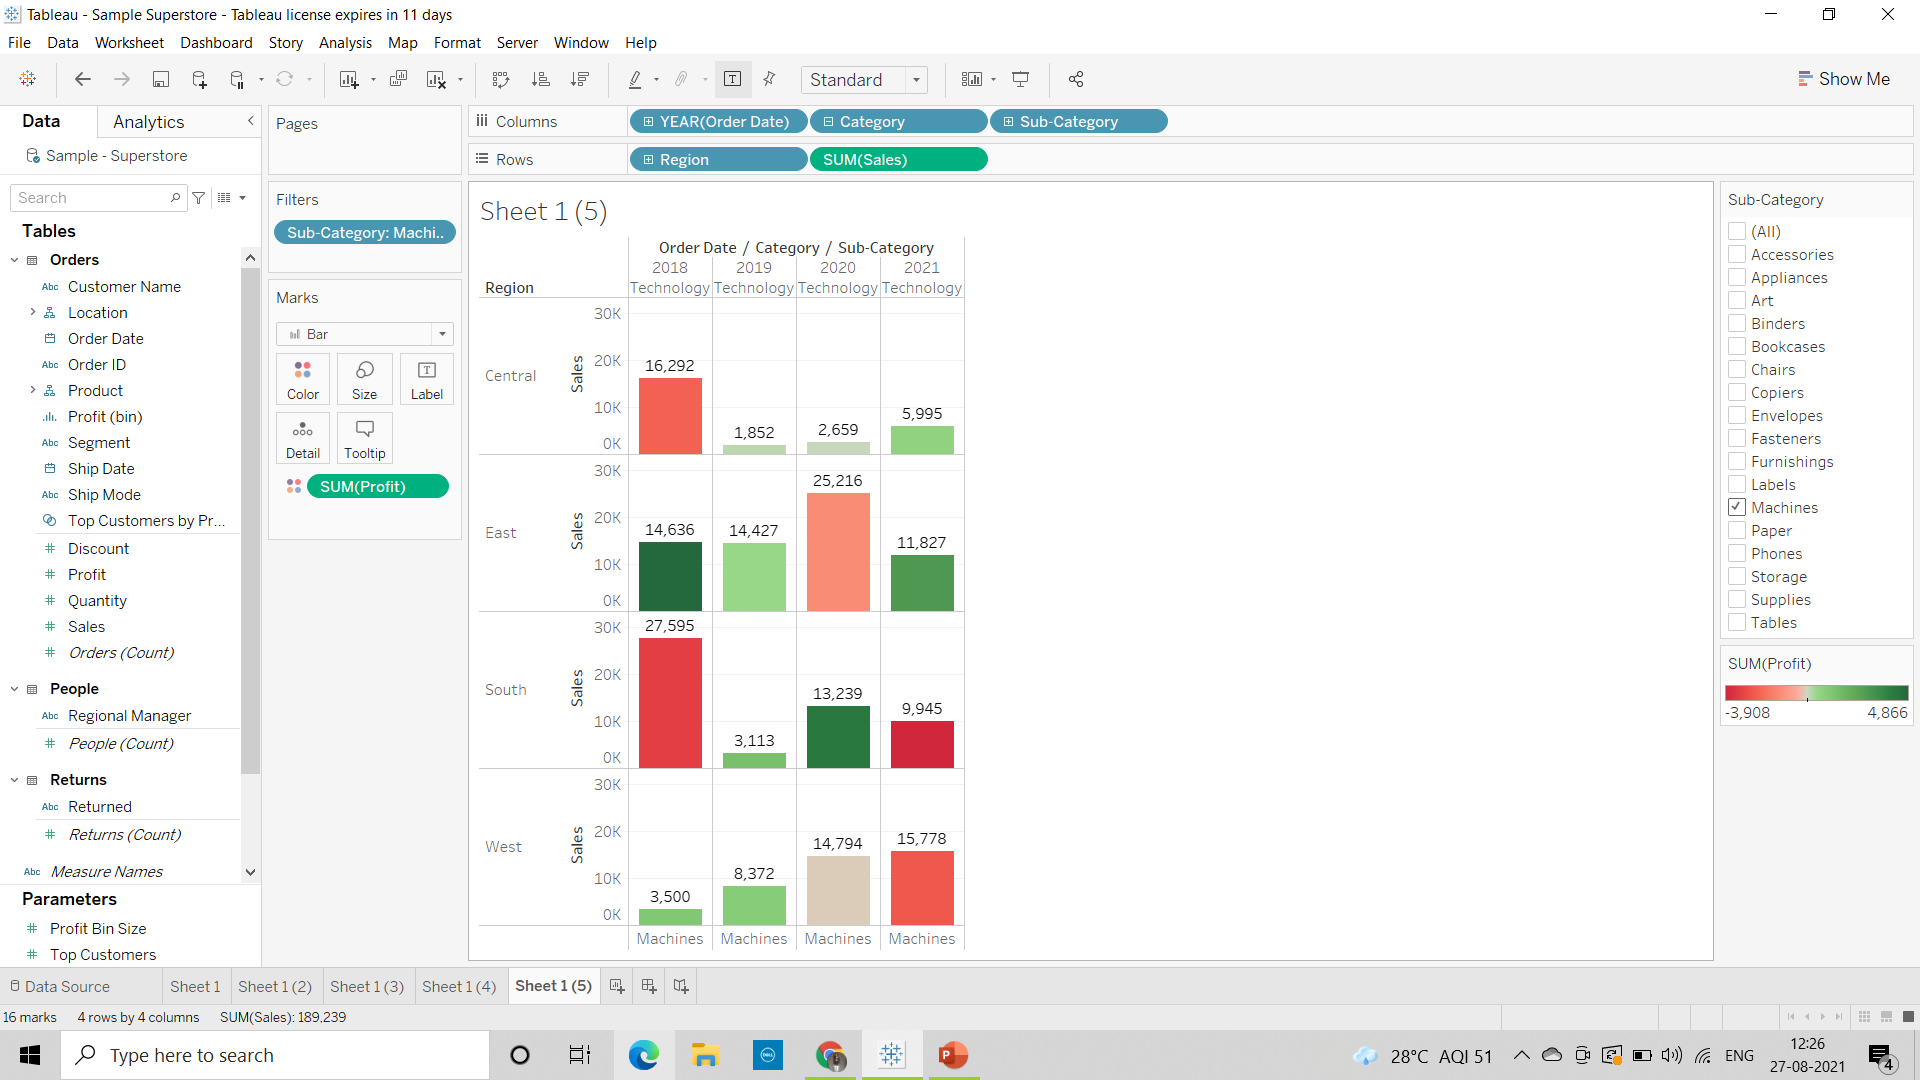 Tableau - Sample Superstore - Tableau license expires in 11 days
File Data Worksheet Dashboard Story Analysis Map Format Server Window Help
Standard
Show Me
Data Analytics
Sample - Superstore
Search
Tables
Orders
Abc Customer Name
Location
Order Date
Abc Order ID
Product
Profit (bin)
Abc Segment
Ship Date
Abc Ship Mode
Top Customers by Pr...
# Discount
# Profit
# Quantity
# Sales
# Orders (Count)
People
Abc Regional Manager
# People (Count)
Returns
Abc Returned
# Returns (Count)
Abc Measure Names
Parameters
# Profit Bin Size
# Top Customers
Pages
Filters
Sub-Category: Machi..
Marks
Bar
Color Size Label
Detail Tooltip
SUM(Profit)
Columns YEAR(Order Date) Category Sub-Category
Rows Region SUM(Sales)
Sheet 1 (5)
Order Date / Category / Sub-Category
2018 2019 2020 2021
Region Technology Technology Technology Technology
Central Sales 30K 20K 10K 0K 16,292 1,852 2,659 5,995
East Sales 30K 20K 10K 0K 14,636 14,427 25,216 11,827
South Sales 30K 20K 10K 0K 27,595 3,113 13,239 9,945
West Sales 30K 20K 10K 0K 3,500 8,372 14,794 15,778
Machines Machines Machines Machines
Sub-Category
(All)
Accessories
Appliances
Art
Binders
Bookcases
Chairs
Copiers
Envelopes
Fasteners
Furnishings
Labels
Machines
Paper
Phones
Storage
Supplies
Tables
SUM(Profit)
-3,908 4,866
Data Source Sheet 1 Sheet 1 (2) Sheet 1 (3) Sheet 1 (4) Sheet 1 (5)
16 marks 4 rows by 4 columns SUM(Sales): 189,239
Type here to search
28°C AQI 51
ENG
12:26
27-08-2021
4